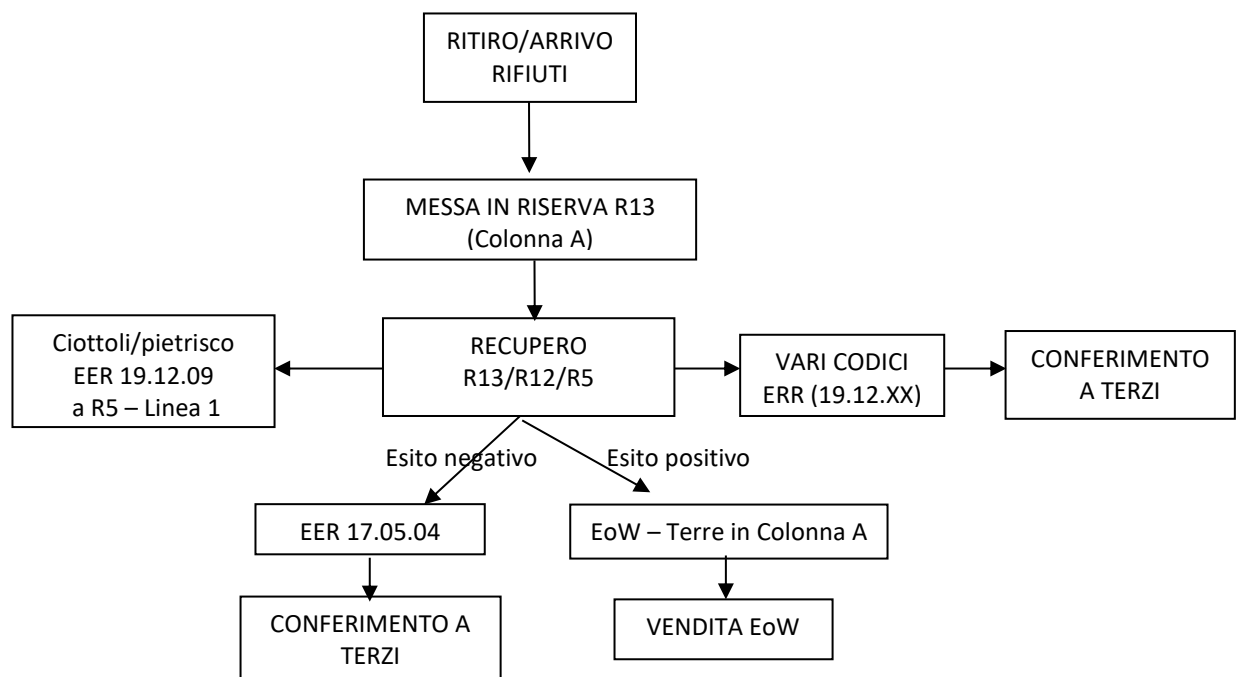 RITIRO/ARRIVO
RIFIUTI
MESSA IN RISERVA R13
(Colonna A)
Ciottoli/pietrisco
EER 19.12.09
a R5 – Linea 1
RECUPERO
R13/R12/R5
VARI CODICI
ERR (19.12.XX)
CONFERIMENTO
A TERZI
Esito negativo
Esito positivo
EER 17.05.04
EoW – Terre in Colonna A
CONFERIMENTO A
TERZI
VENDITA EoW